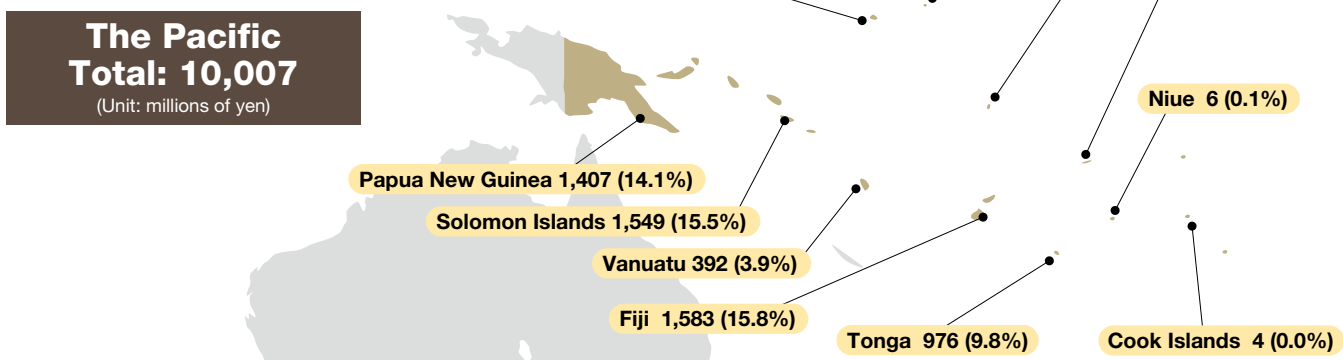 The Pacific
Total: 10,007
(Unit: millions of yen)
Niue 6 (0.1%)
Papua New Guinea 1,407 (14.1%)
Solomon Islands 1,549 (15.5%)
Vanuatu 392 (3.9%)
Fiji 1,583 (15.8%)
Tonga 976 (9.8%)
Cook Islands 4 (0.0%)